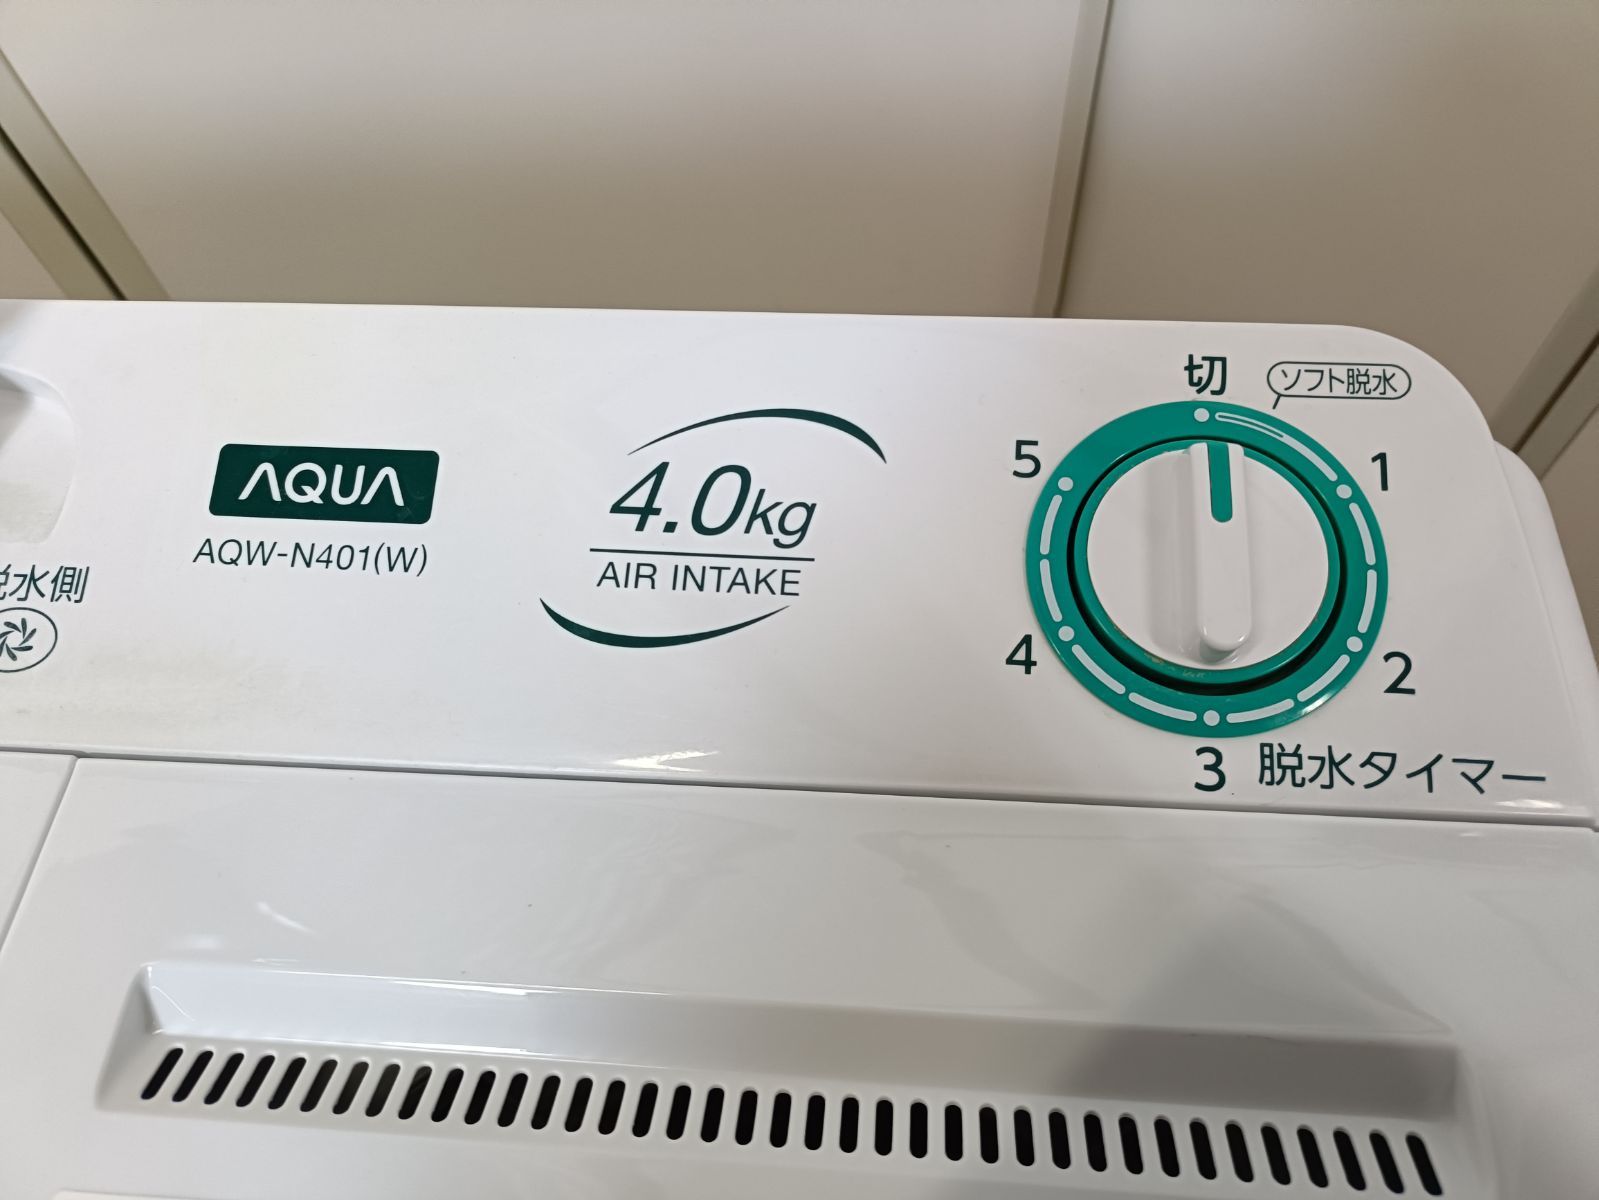 切
ソフト脱水
5
1
AQUA
4.0kg
AQW-N401(W)
AIR INTAKE
脱水側
4
2
3
脱水タイマー